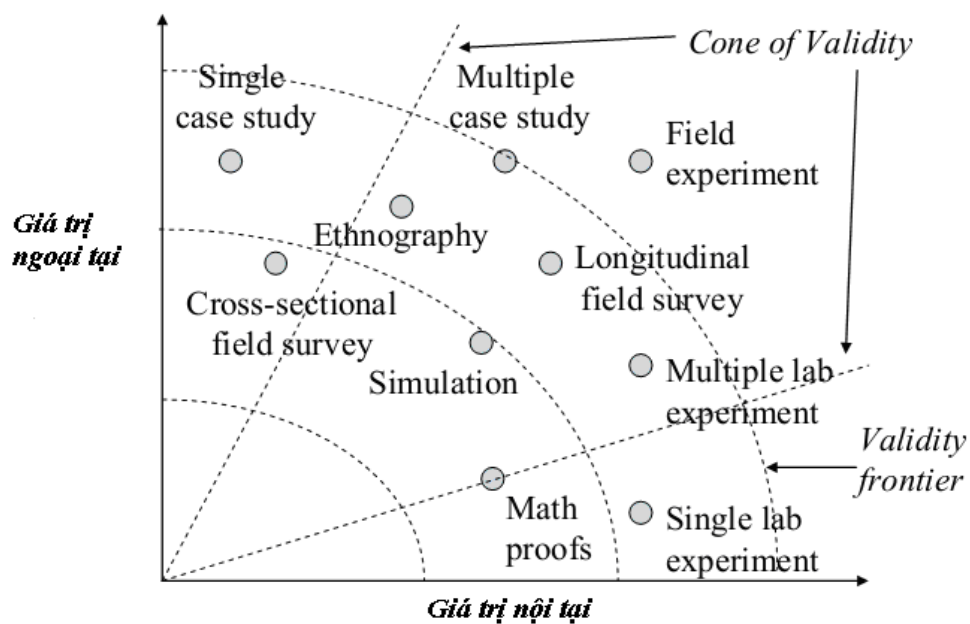 Cone of Validity
Single
case study
Multiple
case study
Field
experiment
Giá trị
ngoại tại
Ethnography
Longitudinal
field survey
Cross-sectional
field survey
Simulation
Multiple lab
experiment
Validity
frontier
Math
proofs
Single lab
experiment
Giá trị nội tại